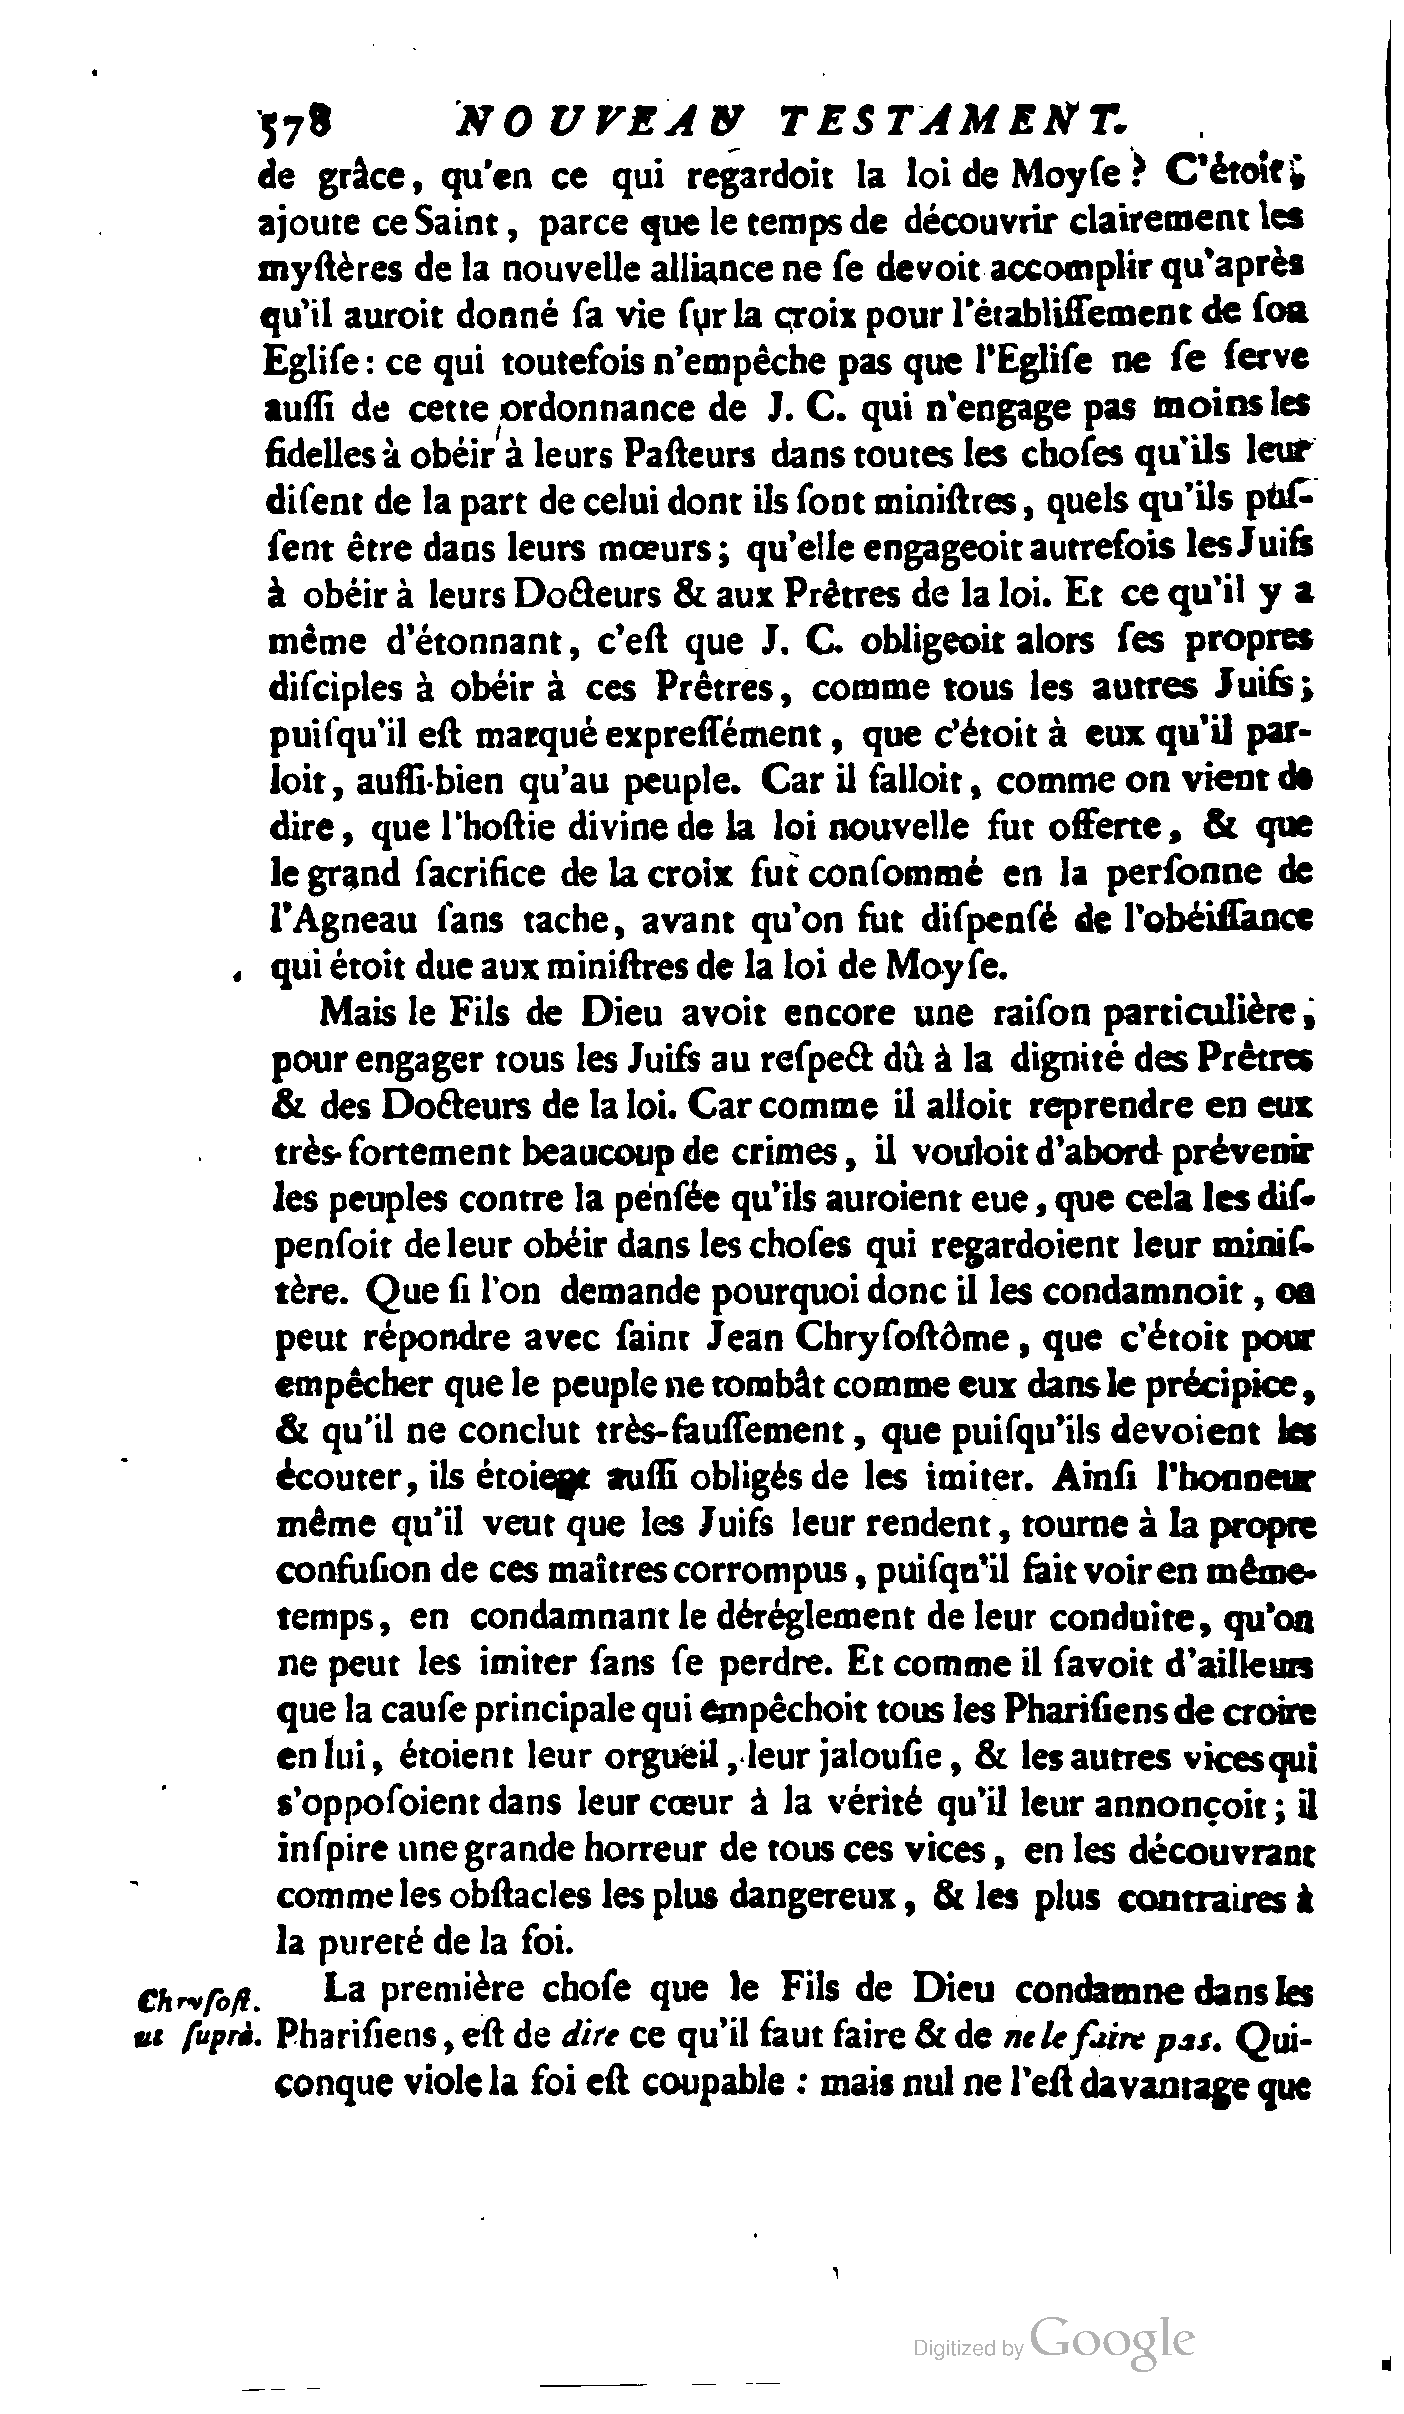 578 NOUVEAU TESTAMENT.
de grâce, qu'en ce qui regardoit la loi de Moyſe? C'étoit,
ajoute ce Saint, parce que le temps de découvrir clairement les
myſtères de la nouvelle alliance ne ſe devoit accomplir qu'après
qu'il auroit donné ſa vie ſur la croix pour l'établiſſement de ſon
Egliſe: ce qui toutefois n'empêche pas que l'Egliſe ne ſe ſerve
auſſi de cette ordonnance de J. C. qui n'engage pas moins les
fidelles à obéir à leurs Paſteurs dans toutes les choſes qu'ils leur
diſent de la part de celui dont ils ſont miniſtres, quels qu'ils puiſ-
ſent être dans leurs mœurs; qu'elle engageoit autrefois les Juifs
à obéir à leurs Docteurs & aux Prêtres de la loi. Et ce qu'il y a
même d'étonnant, c'eſt que J. C. obligeoit alors ſes propres
diſciples à obéir à ces Prêtres, comme tous les autres Juifs;
puiſqu'il eſt marqué expreſſément, que c'étoit à eux qu'il par-
loit, auſſi-bien qu'au peuple. Car il falloit, comme on vient de
dire, que l'hoſtie divine de la loi nouvelle fut offerte, & que
le grand ſacrifice de la croix fut conſommé en la perſonne de
l'Agneau ſans tache, avant qu'on fut diſpenſé de l'obéiſſance
qui étoit due aux miniſtres de la loi de Moyſe.
Mais le Fils de Dieu avoit encore une raiſon particulière,
pour engager tous les Juifs au reſpect dû à la dignité des Prêtres
& des Docteurs de la loi. Car comme il alloit reprendre en eux
très-fortement beaucoup de crimes, il vouloit d'abord prévenir
les peuples contre la penſée qu'ils auroient eue, que cela les diſ-
penſoit de leur obéir dans les choſes qui regardoient leur miniſ-
tère. Que ſi l'on demande pourquoi donc il les condamnoit, on
peut répondre avec ſaint Jean Chryſoſtôme, que c'étoit pour
empêcher que le peuple ne tombât comme eux dans le précipice,
& qu'il ne conclut très-fauſſement, que puiſqu'ils devoient les
écouter, ils étoient auſſi obligés de les imiter. Ainſi l'honneur
même qu'il veut que les Juifs leur rendent, tourne à la propre
confuſion de ces maîtres corrompus, puiſqu'il fait voir en même-
temps, en condamnant le déréglement de leur conduite, qu'on
ne peut les imiter ſans ſe perdre. Et comme il ſavoit d'ailleurs
que la cauſe principale qui empêchoit tous les Phariſiens de croire
en lui, étoient leur orgueil, leur jalouſie, & les autres vices qui
s'oppoſoient dans leur cœur à la vérité qu'il leur annonçoit; il
inſpire une grande horreur de tous ces vices, en les découvrant
comme les obſtacles les plus dangereux, & les plus contraires à
la pureté de la foi.
La première choſe que le Fils de Dieu condamne dans les
Chryſoſt.
ut ſuprà.
Phariſiens, eſt de dire ce qu'il faut faire & de ne le faire pas. Qui-
conque viole la foi eſt coupable : mais nul ne l'eſt davantage que
Digitized by Google